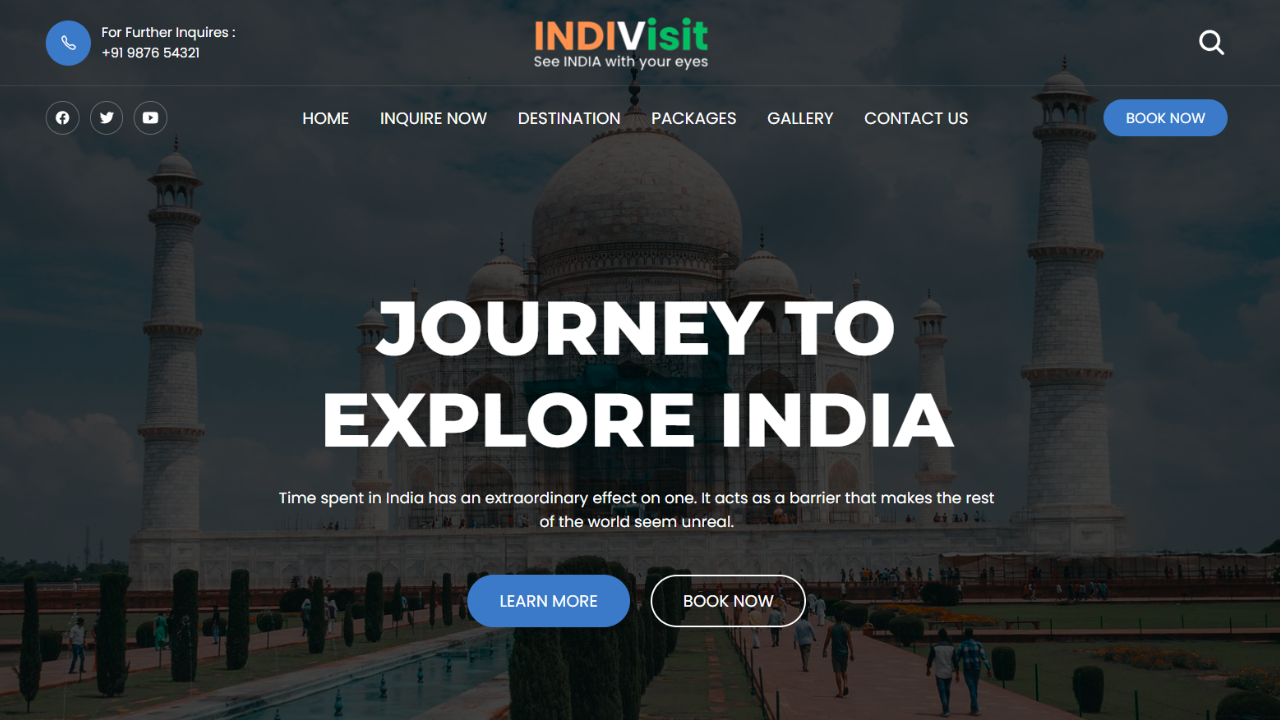 For Further Inquires :
+91 9876 54321
INDIVisit
See INDIA with your eyes
HOME
INQUIRE NOW
DESTINATION
PACKAGES
GALLERY
CONTACT US
BOOK NOW
JOURNEY TO
EXPLORE INDIA
Time spent in India has an extraordinary effect on one. It acts as a barrier that makes the rest
of the world seem unreal.
LEARN MORE
BOOK NOW